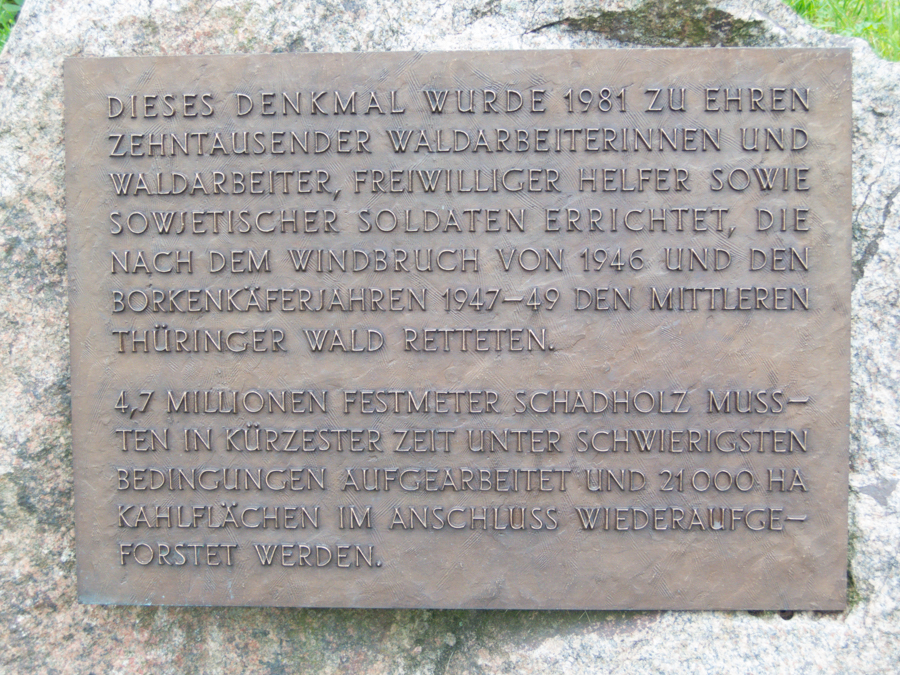 DIESES DENKMAL WURDE 1981 ZU EHREN
ZEHNTAUSENDER WALDARBEITERINNEN UND
WALDARBEITER, FREIWILLIGER HELFER SOWIE
SOWJETISCHER SOLDATEN ERRICHTET, DIE
NACH DEM WINDBRUCH VON 1946 UND DEN
BORKENKÄFERJAHREN 1947–49 DEN MITTLEREN
THÜRINGER WALD RETTETEN.
4,7 MILLIONEN FESTMETER SCHADHOLZ MUSS-
TEN IN KÜRZESTER ZEIT UNTER SCHWIERIGSTEN
BEDINGUNGEN AUFGEARBEITET UND 21000 HA
KAHLFLÄCHEN IM ANSCHLUSS WIEDERAUFGE-
FORSTET WERDEN.